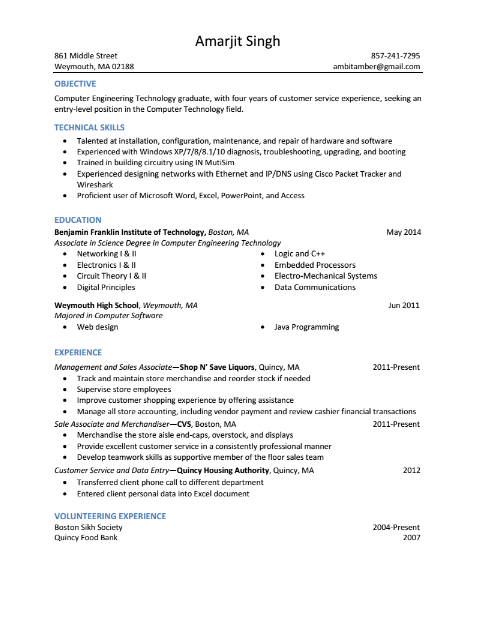 Amarjit Singh
861 Middle Street 857-241-7295
Weymouth, MA 02188 ambitamber@gmail.com
OBJECTIVE
Computer Engineering Technology graduate, with four years of customer service experience, seeking an
entry-level position in the Computer Technology field.
TECHNICAL SKILLS
• Talented at installation, configuration, maintenance, and repair of hardware and software
• Experienced with Windows XP/7/8/8.1/10 diagnosis, troubleshooting, upgrading, and booting
• Trained in building circuitry using IN MutiSim
• Experienced designing networks with Ethernet and IP/DNS using Cisco Packet Tracker and
Wireshark
• Proficient user of Microsoft Word, Excel, PowerPoint, and Access
EDUCATION
Benjamin Franklin Institute of Technology, Boston, MA May 2014
Associate in Science Degree in Computer Engineering Technology
• Networking I & II • Logic and C++
• Electronics I & II • Embedded Processors
• Circuit Theory I & II • Electro-Mechanical Systems
• Digital Principles • Data Communications
Weymouth High School, Weymouth, MA Jun 2011
Majored in Computer Software
• Web design • Java Programming
EXPERIENCE
Management and Sales Associate—Shop N' Save Liquors, Quincy, MA 2011-Present
• Track and maintain store merchandise and reorder stock if needed
• Supervise store employees
• Improve customer shopping experience by offering assistance
• Manage all store accounting, including vendor payment and review cashier financial transactions
Sale Associate and Merchandiser—CVS, Boston, MA 2011-Present
• Merchandise the store aisle end-caps, overstock, and displays
• Provide excellent customer service in a consistently professional manner
• Develop teamwork skills as supportive member of the floor sales team
Customer Service and Data Entry—Quincy Housing Authority, Quincy, MA 2012
• Transferred client phone call to different department
• Entered client personal data into Excel document
VOLUNTEERING EXPERIENCE
Boston Sikh Society 2004-Present
Quincy Food Bank 2007